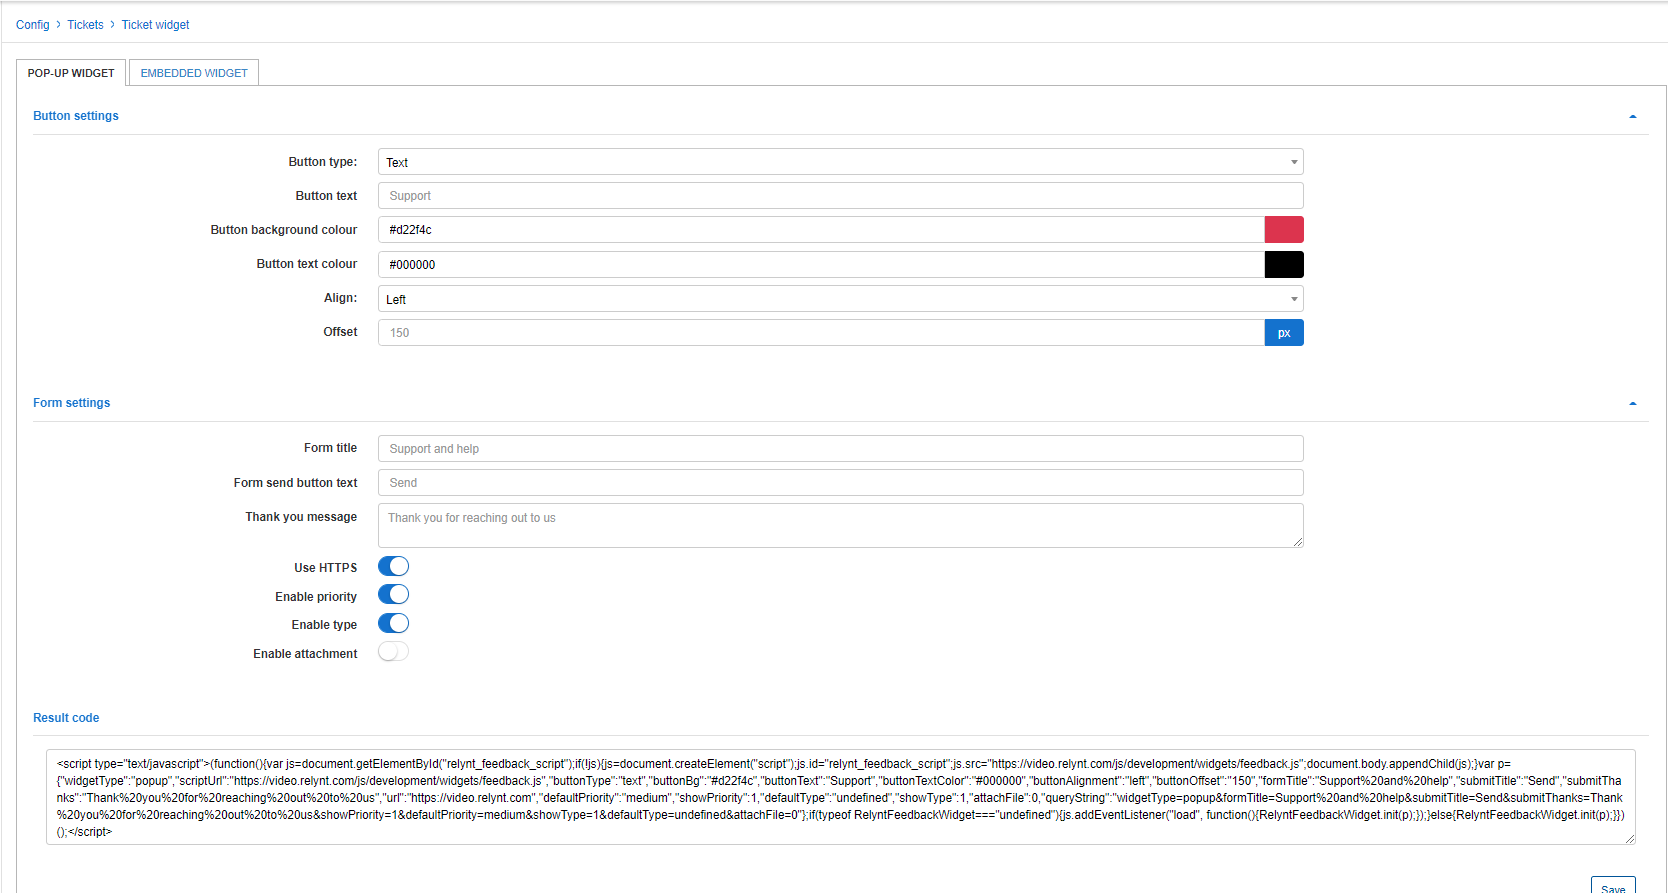 Config > Tickets > Ticket widget
POP-UP WIDGET EMBEDDED WIDGET
Button settings
Button type: Text
Button text Support
Button background colour #d22f4c
Button text colour #000000
Align: Left
Offset 150 px
Form settings
Form title Support and help
Form send button text Send
Thank you message Thank you for reaching out to us
Use HTTPS
Enable priority
Enable type
Enable attachment
Result code
<script type="text/javascript">(function(){var js=document.getElementById("relynt_feedback_script");if(!js){js=document.createElement("script");js.id="relynt_feedback_script";js.src="https://video.relynt.com/js/development/widgets/feedback.js";document.body.appendChild(js);}var p=
{"widgetType":"popup","scriptUrl":"https://video.relynt.com/js/development/widgets/feedback.js","buttonType":"text","buttonBg":"#d22f4c","buttonText":"Support","buttonTextColor":"#000000","buttonAlignment":"left","buttonOffset":"150","formTitle":"Support%20and%20help","submitTitle":"Send","submitTha
nks":"Thank%20you%20for%20reaching%20out%20to%20us","url":"https://video.relynt.com","defaultPriority":"medium","showPriority":1,"defaultType":"undefined","showType":1,"attachFile":0,"queryString":"widgetType=popup&formTitle=Support%20and%20help&submitTitle=Send&submitThanks=Thank
%20you%20for%20reaching%20out%20to%20us&showPriority=1&defaultPriority=medium&showType=1&defaultType=undefined&attachFile=0"};if(typeof RelyntFeedbackWidget==="undefined"){js.addEventListener("load", function(){RelyntFeedbackWidget.init(p);});}else{RelyntFeedbackWidget.init(p);}})
();</script>
Save